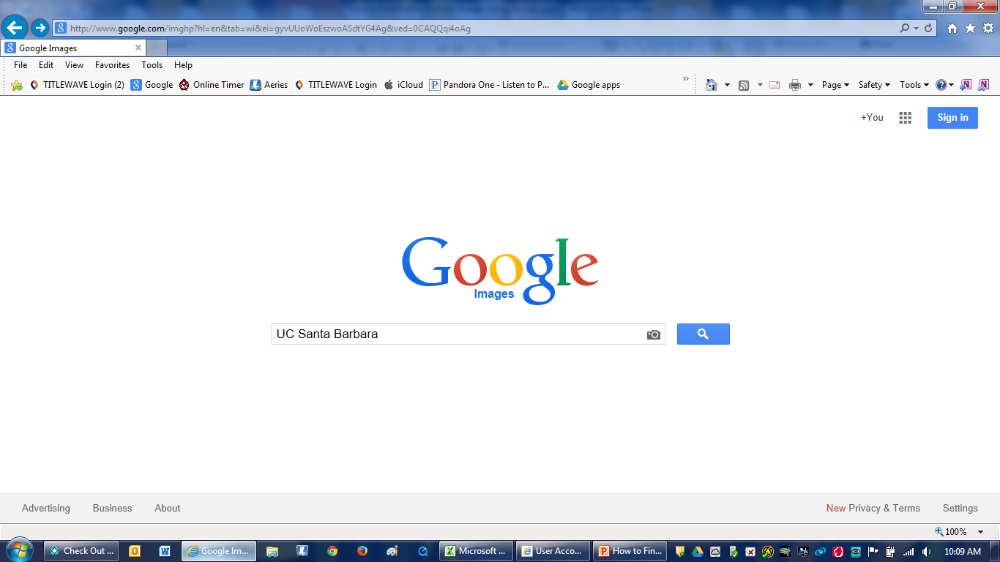 http://www.google.com/imghp?hl=en&tab=wi&ei=gyvUUoWoEszwoASdtYG4Ag&ved=0CAQQqi4oAg
Google Images
File Edit View Favorites Tools Help
TITLEWAVE Login (2) Google Online Timer Aeries TITLEWAVE Login iCloud Pandora One - Listen to P... Google apps Page Safety Tools
+You Sign in
Google
Images
UC Santa Barbara
Advertising Business About New Privacy & Terms Settings
100%
Check Out ... Google Im... Microsoft ... User Acco... How to Fin... 10:09 AM